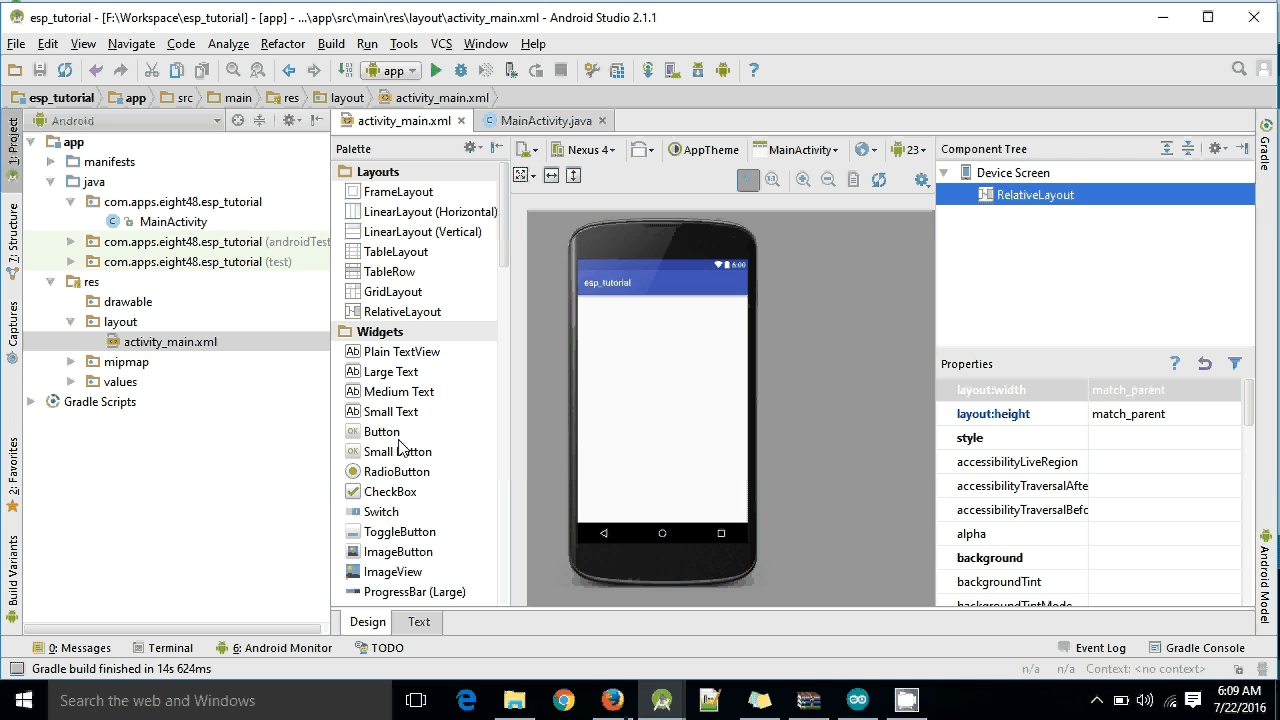 esp_tutorial - [F:\Workspace\esp_tutorial] - [app] - ...\app\src\main\res\layout\activity_main.xml - Android Studio 2.1.1
File Edit View Navigate Code Analyze Refactor Build Run Tools VCS Window Help
app
esp_tutorial app src main res layout activity_main.xml
Android
activity_main.xml MainActivity.java
1: Project
7: Structure
Captures
2: Favorites
Build Variants
app
manifests
java
com.apps.eight48.esp_tutorial
MainActivity
com.apps.eight48.esp_tutorial (androidTest
com.apps.eight48.esp_tutorial (test)
res
drawable
layout
activity_main.xml
mipmap
values
Gradle Scripts
Palette
Layouts
FrameLayout
LinearLayout (Horizontal)
LinearLayout (Vertical)
TableLayout
TableRow
GridLayout
RelativeLayout
Widgets
Ab Plain TextView
Ab Large Text
Ab Medium Text
Ab Small Text
OK Button
OK Small Button
RadioButton
CheckBox
Switch
ToggleButton
ImageButton
ImageView
ProgressBar (Large)
Nexus 4 AppTheme MainActivity 23
6:00
esp_tutorial
Component Tree
Device Screen
RelativeLayout
Properties
layout:width match_parent
layout:height match_parent
style
accessibilityLiveRegion
accessibilityTraversalAfte
accessibilityTraversalBefo
alpha
background
backgroundTint
backgroundTintMode
Gradle
Android Model
Design Text
0: Messages Terminal 6: Android Monitor TODO Event Log Gradle Console
Gradle build finished in 14s 624ms n/a n/a Context: <no context>
Search the web and Windows
6:09 AM
7/22/2016